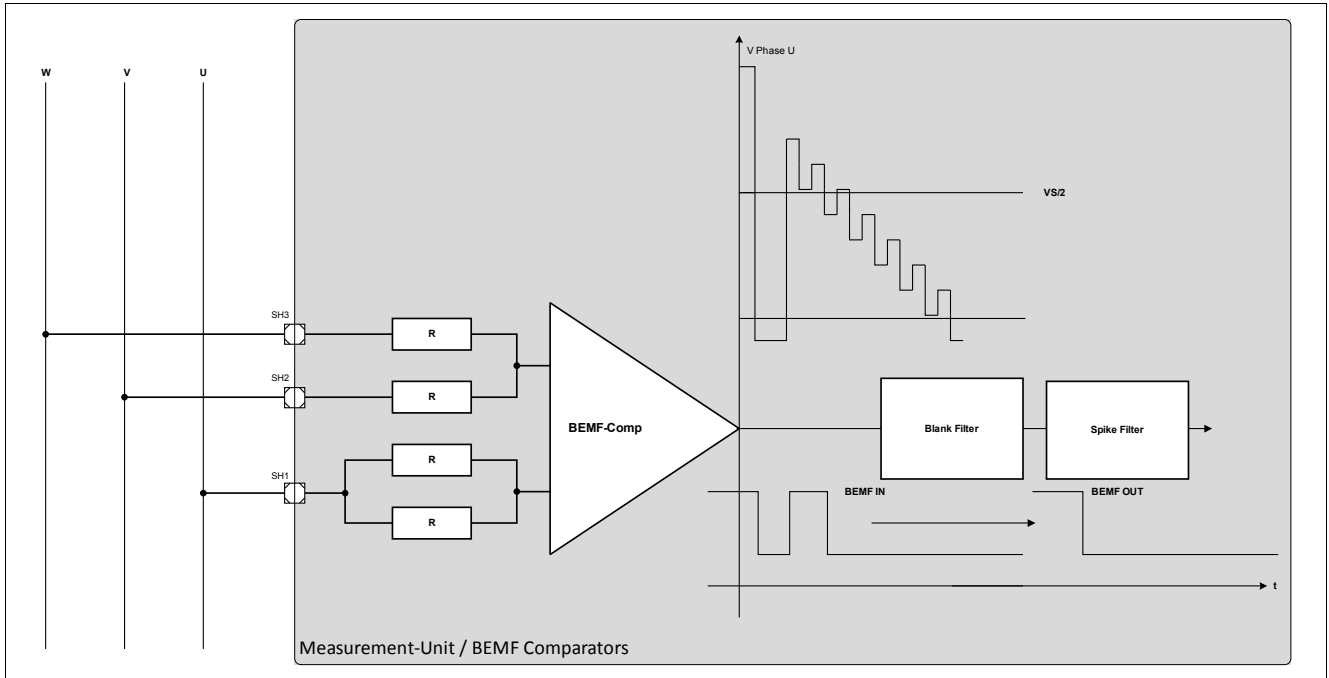 W
V
U
V Phase U
VS/2
SH3
R
SH2
R
BEMF-Comp
Blank Filter
Spike Filter
R
SH1
R
BEMF IN
BEMF OUT
t
Measurement-Unit / BEMF Comparators